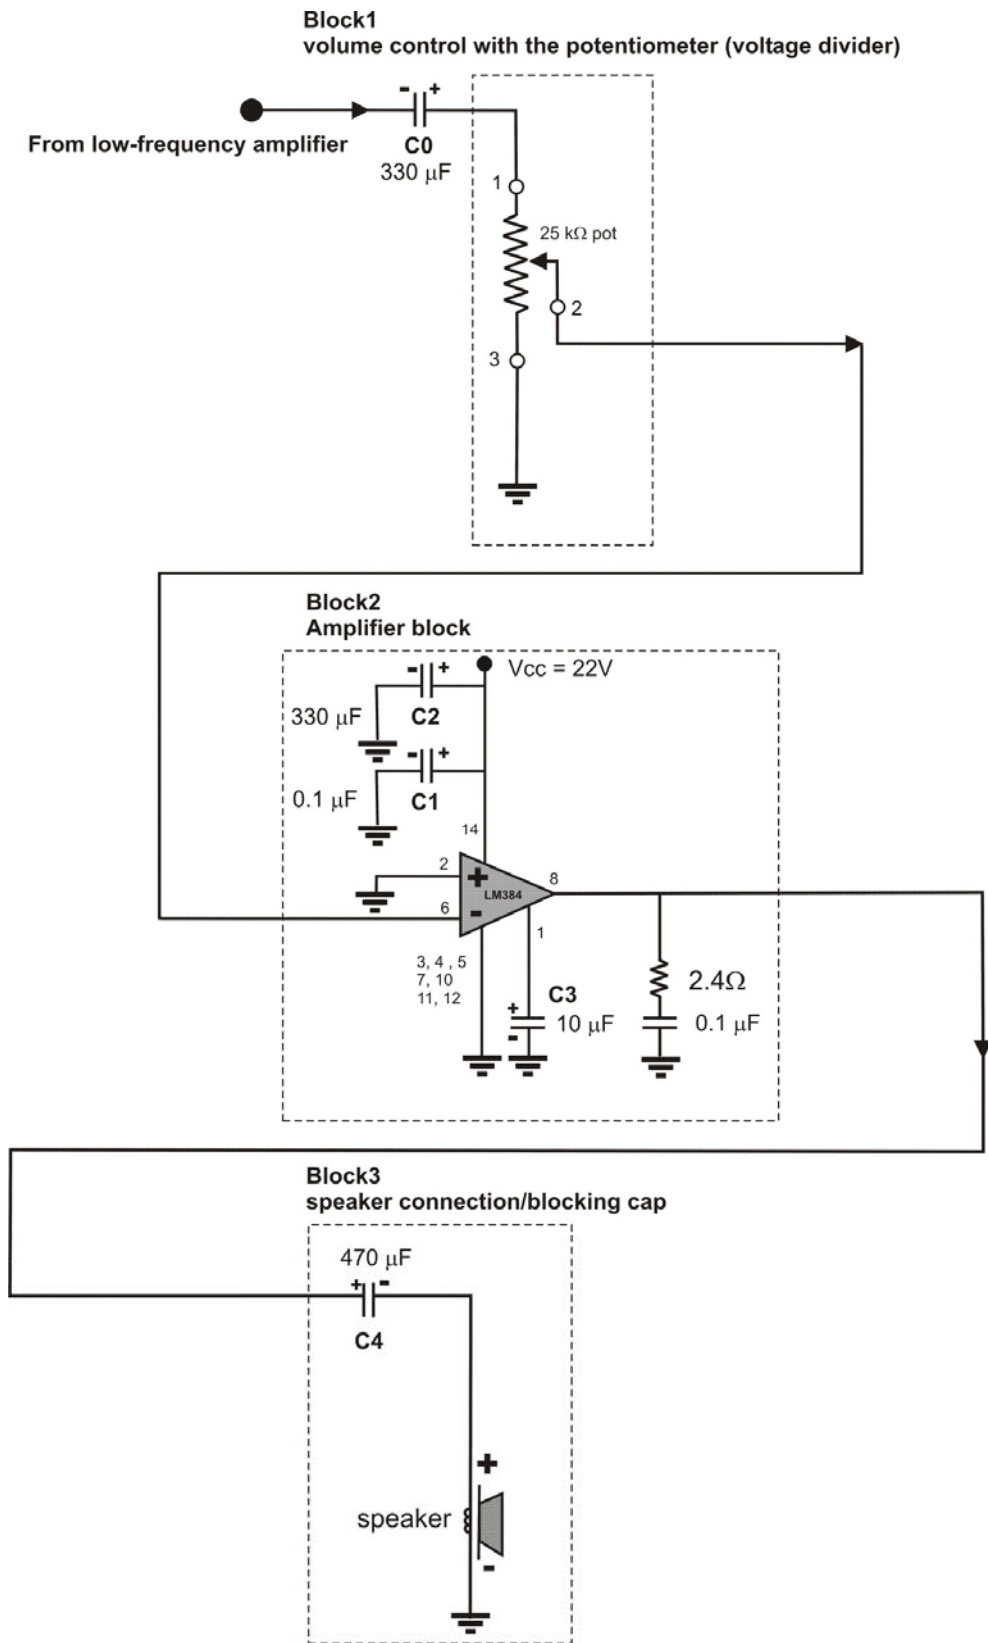 Block1
volume control with the potentiometer (voltage divider)
- +
From low-frequency amplifier
C0
330 μF
1
25 kΩ pot
2
3
Block2
Amplifier block
- +
Vcc = 22V
330 μF
C2
- +
0.1 μF
C1
14
2
+
8
LM384
6
-
1
3, 4 , 5
7, 10
11, 12
C3
+
10 μF
-
2.4Ω
0.1 μF
Block3
speaker connection/blocking cap
470 μF
+ -
C4
+
speaker
-